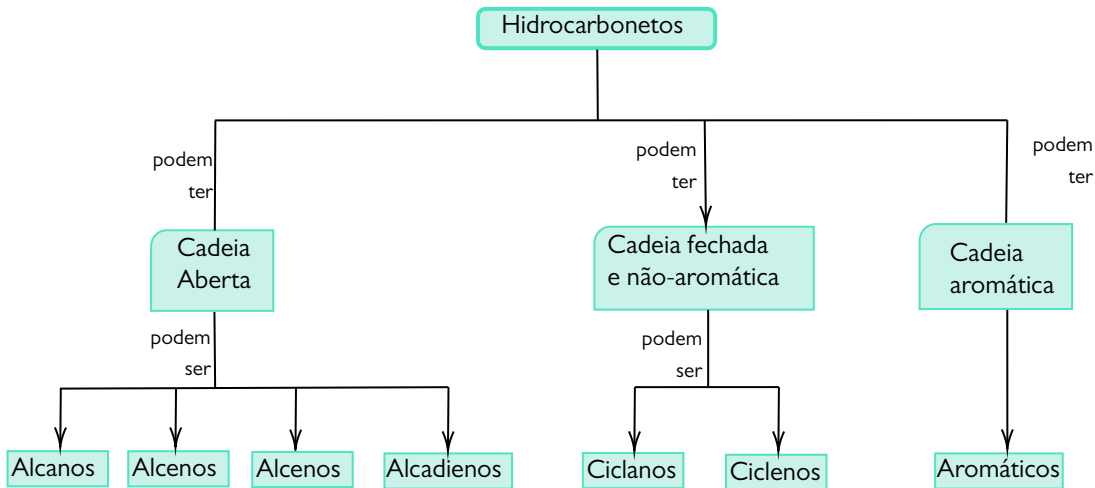 Hidrocarbonetos
podem
ter
podem
ter
podem
ter
Cadeia
Aberta
Cadeia fechada
e não-aromática
Cadeia
aromática
podem
ser
podem
ser
Alcanos
Alcenos
Alcenos
Alcadienos
Ciclanos
Ciclenos
Aromáticos